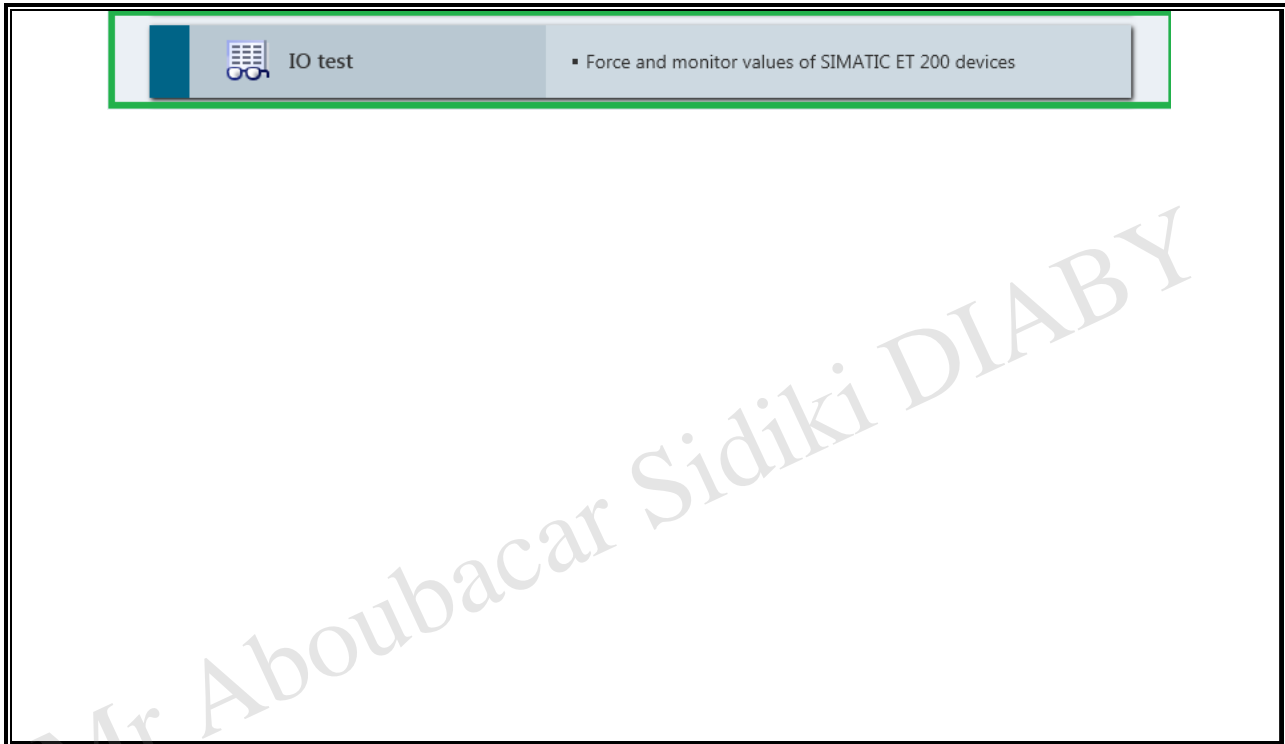 IO test
▪ Force and monitor values of SIMATIC ET 200 devices
Mr Aboubacar Sidiki DIABY